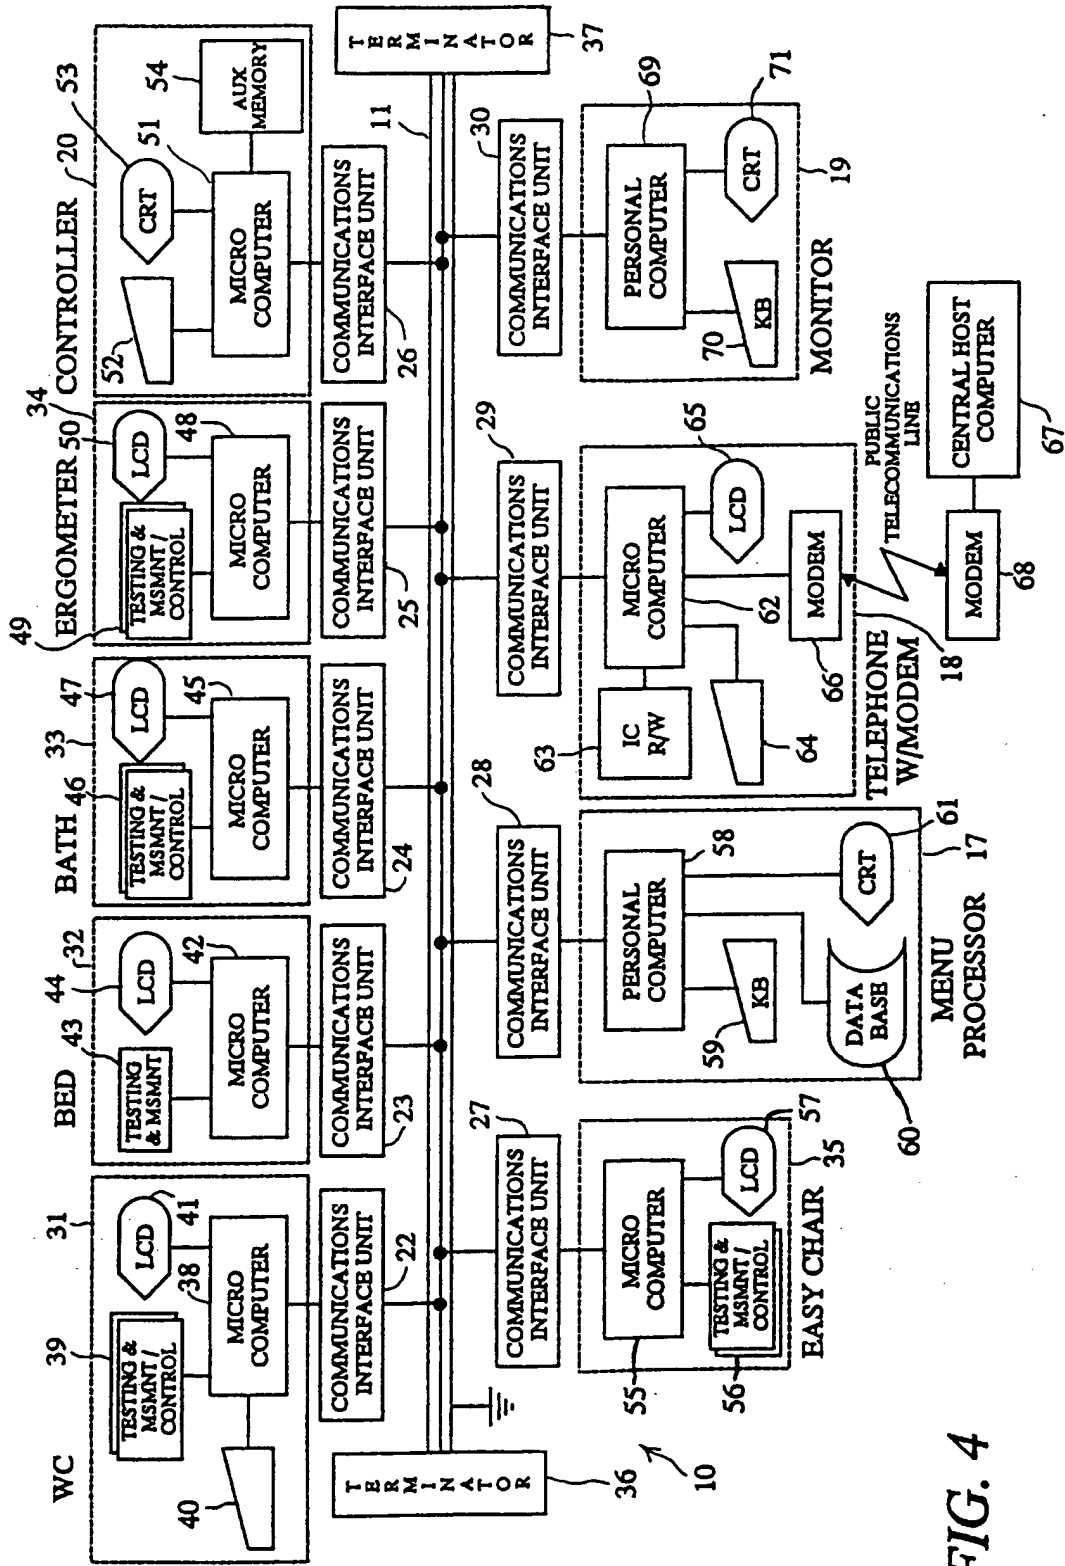 WC
31
39
TESTING &
MSMNT /
CONTROL
LCD
41
38
MICRO
COMPUTER
40
COMMUNICATIONS
INTERFACE UNIT
22
BED
32
44
43
TESTING
& MSMNT
LCD
42
MICRO
COMPUTER
COMMUNICATIONS
INTERFACE UNIT
23
BATH
33
46
47
TESTING &
MSMNT /
CONTROL
LCD
45
MICRO
COMPUTER
COMMUNICATIONS
INTERFACE UNIT
24
ERGOMETER
34
49
50
TESTING &
MSMNT /
CONTROL
LCD
48
MICRO
COMPUTER
COMMUNICATIONS
INTERFACE UNIT
25
CONTROLLER
20
53
52
CRT
54
AUX
MEMORY
51
MICRO
COMPUTER
COMMUNICATIONS
INTERFACE UNIT
26
11
TERMINATOR
36
TERMINATOR
37
10
27
COMMUNICATIONS
INTERFACE UNIT
MICRO
COMPUTER
55
TESTING &
MSMNT /
CONTROL
56
LCD
57
35
EASY CHAIR
28
COMMUNICATIONS
INTERFACE UNIT
PERSONAL
COMPUTER
58
59
KB
DATA
BASE
60
CRT
61
17
MENU
PROCESSOR
29
COMMUNICATIONS
INTERFACE UNIT
MICRO
COMPUTER
62
63
IC
R/W
64
LCD
65
MODEM
66
18
TELEPHONE
W/MODEM
PUBLIC
TELECOMMUNICATIONS
LINE
MODEM
68
CENTRAL HOST
COMPUTER
67
30
COMMUNICATIONS
INTERFACE UNIT
PERSONAL
COMPUTER
69
70
KB
CRT
71
19
MONITOR
FIG. 4